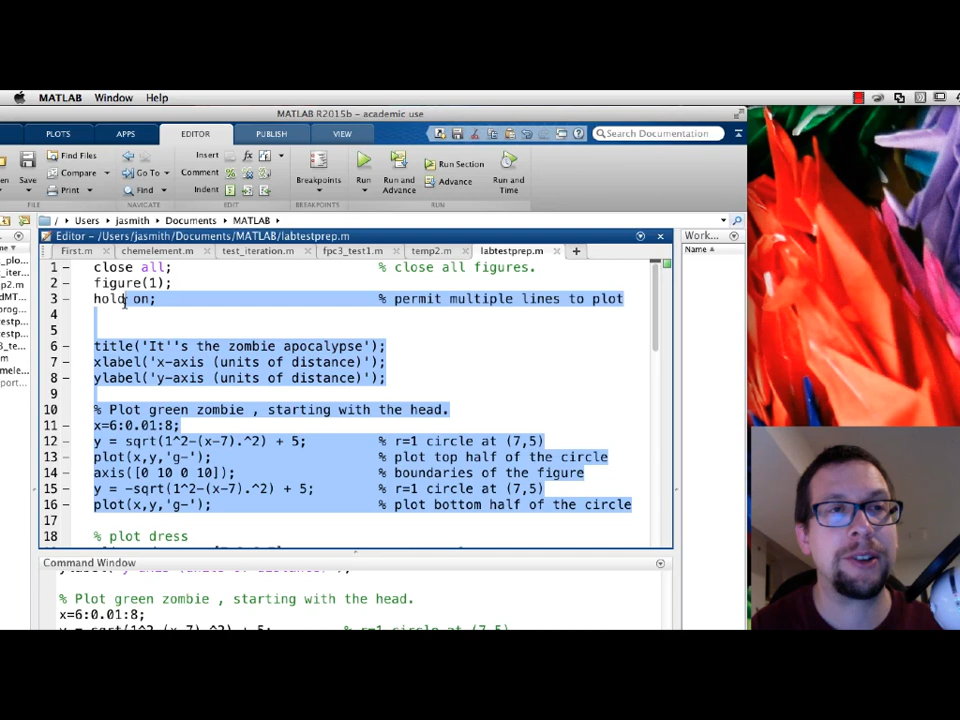 MATLAB Window Help
MATLAB R2015b - academic use
PLOTS APPS EDITOR PUBLISH VIEW
Search Documentation
Find Files
Insert
fx
Run Section
Save
Compare
Go To
Comment
Breakpoints
Run
Run and Advance
Advance
Run and Time
Print
Find
Indent
FILE NAVIGATE EDIT BREAKPOINTS RUN
/ Users jasmith Documents MATLAB
Editor - /Users/jasmith/Documents/MATLAB/labtestprep.m
Work...
First.m chemelement.m test_iteration.m fpc3_test1.m temp2.m labtestprep.m
Name
1 close all; % close all figures.
2 figure(1);
3 hold on; % permit multiple lines to plot
4
5
6 title('It''s the zombie apocalypse');
7 xlabel('x-axis (units of distance)');
8 ylabel('y-axis (units of distance)');
9
10 % Plot green zombie , starting with the head.
11 x=6:0.01:8;
12 y = sqrt(1^2-(x-7).^2) + 5; % r=1 circle at (7,5)
13 plot(x,y,'g-'); % plot top half of the circle
14 axis([0 10 0 10]); % boundaries of the figure
15 y = -sqrt(1^2-(x-7).^2) + 5; % r=1 circle at (7,5)
16 plot(x,y,'g-'); % plot bottom half of the circle
17
18 % plot dress
Command Window
% Plot green zombie , starting with the head.
x=6:0.01:8;